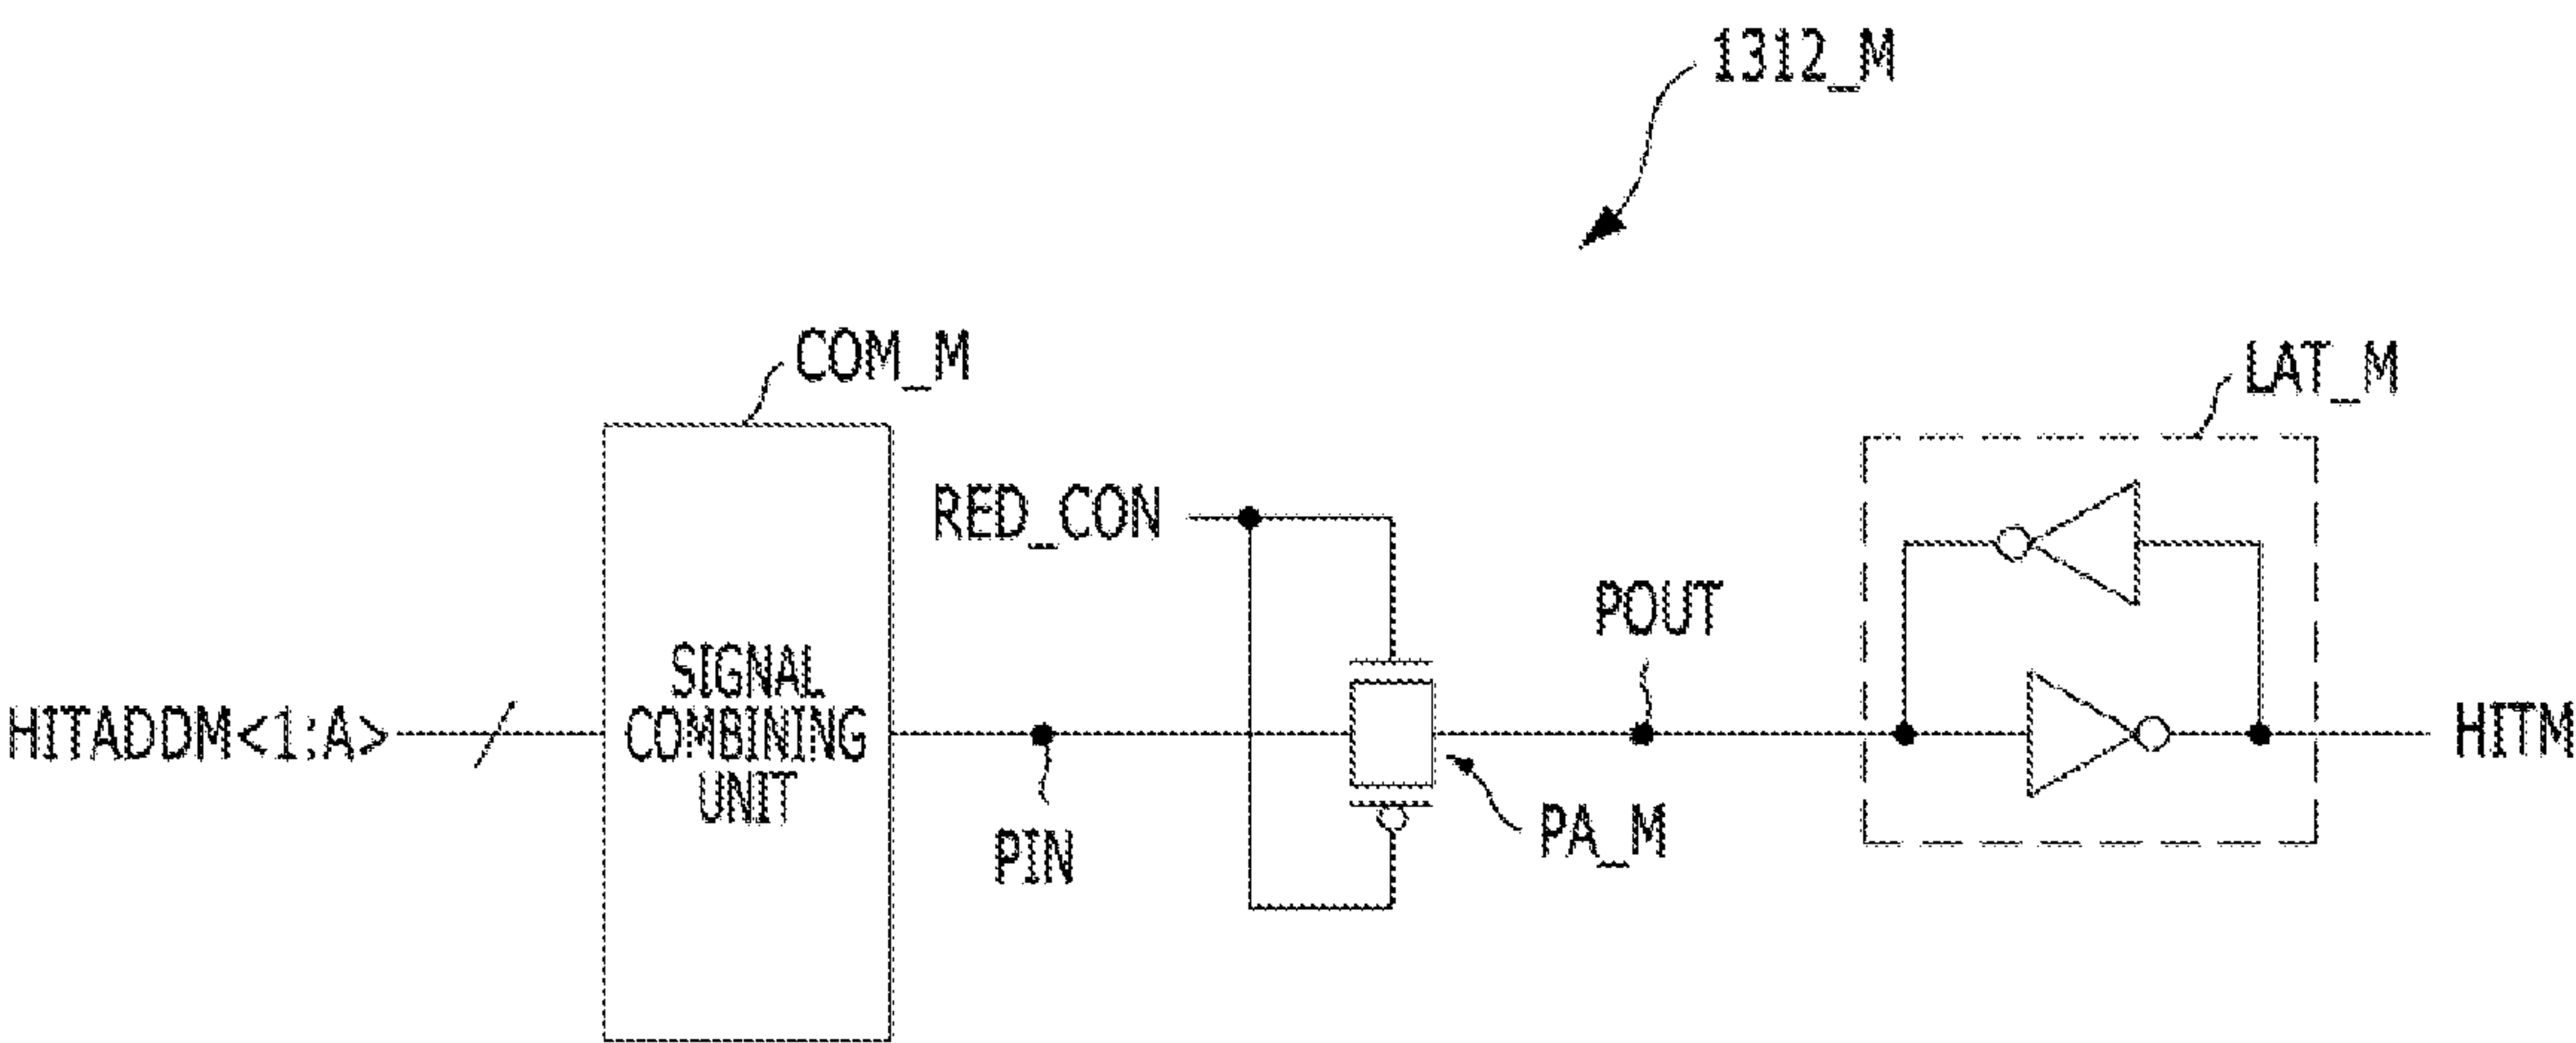 1312_M
COM_M
LAT_M
RED_CON
POUT
HITADDM<1:A>
SIGNAL
COMBINING
UNIT
HITM
PIN
PA_M